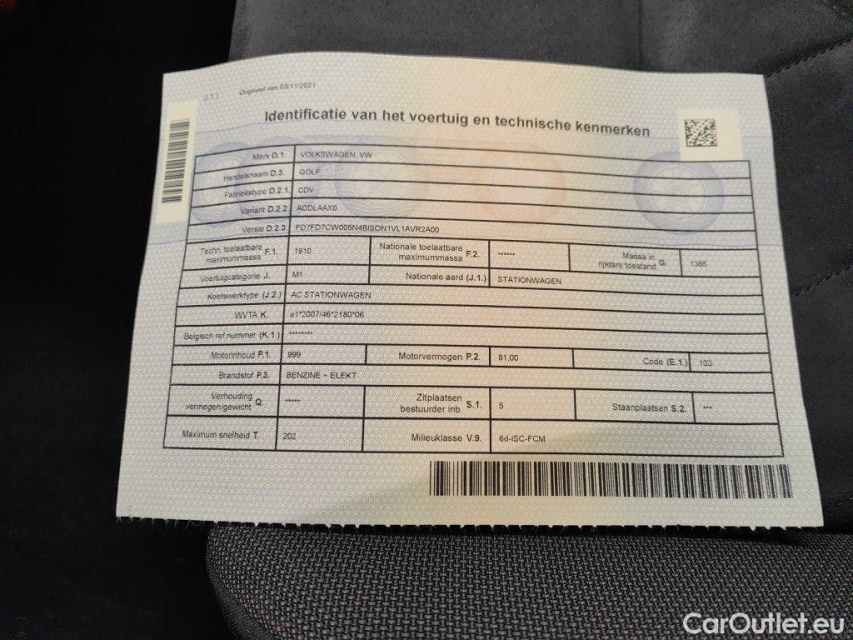 Origineel van 03/11/2021
Identificatie van het voertuig en technische kenmerken
Merk D.1. VOLKSWAGEN, VW
Handelsnaam D.3. GOLF
Fabriekstype D.2.1. CDV
Variant D.2.2. ACDLAAX0
Versie D.2.3. FD7FD7CW005N4BISON1VL1AVR2A00
Techn. toelaatbare maximummassa F.1. 1910 Nationale toelaatbare maximummassa F.2. ------ Massa in rijklare toestand G. 1365
Voertuigcategorie J. M1 Nationale aard (J.1.) STATIONWAGEN
Koetswerktype (J.2.) AC STATIONWAGEN
WVTA K. e1*2007/46*2180*06
Belgisch ref.nummer (K.1.) --------
Motorinhoud P.1. 999 Motorvermogen P.2. 81,00 Code (E.1.) 103
Brandstof P.3. BENZINE + ELEKT
Verhouding vermogen/gewicht Q. ----- Zitplaatsen bestuurder inb. S.1. 5 Staanplaatsen S.2. ---
Maximum snelheid T. 202 Milieuklasse V.9. 6d-ISC-FCM
CarOutlet.eu